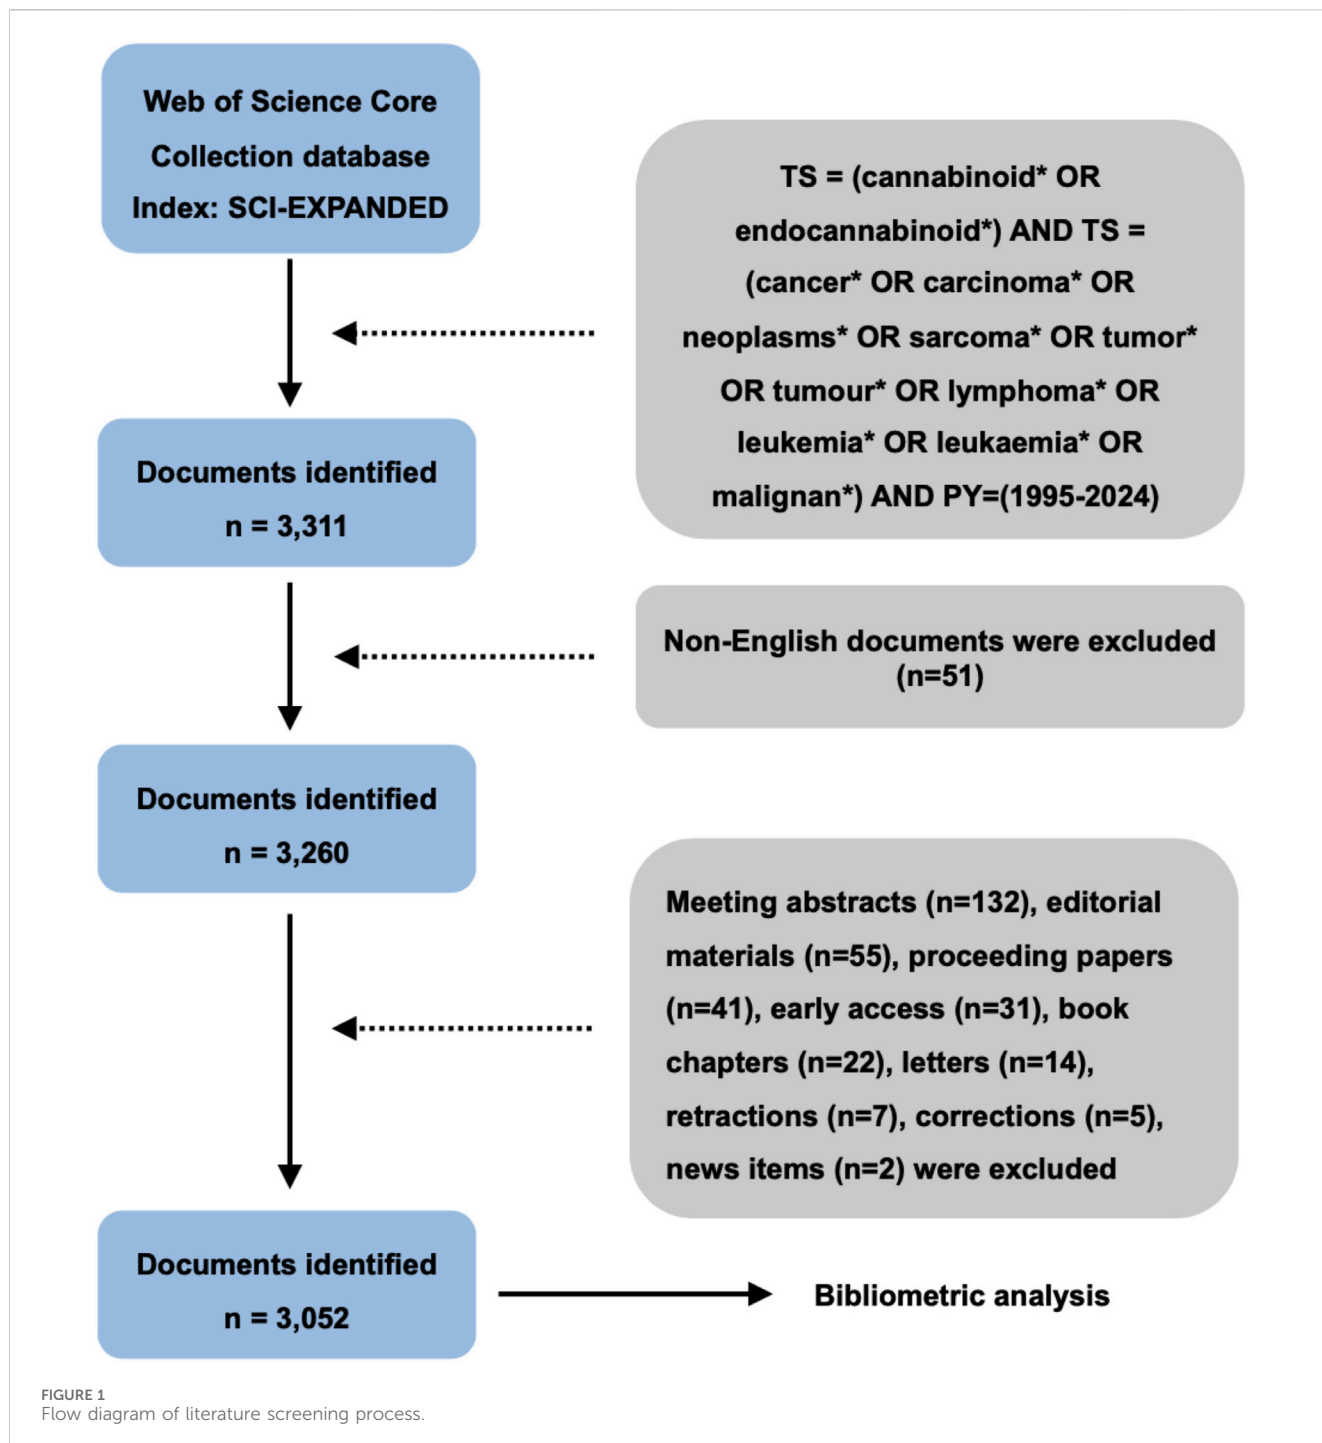 Web of Science Core
Collection database
Index: SCI-EXPANDED
TS = (cannabinoid* OR
endocannabinoid*) AND TS =
(cancer* OR carcinoma* OR
neoplasms* OR sarcoma* OR tumor*
OR tumour* OR lymphoma* OR
leukemia* OR leukaemia* OR
malignan*) AND PY=(1995-2024)
Documents identified
n = 3,311
Non-English documents were excluded
(n=51)
Documents identified
n = 3,260
Meeting abstracts (n=132), editorial
materials (n=55), proceeding papers
(n=41), early access (n=31), book
chapters (n=22), letters (n=14),
retractions (n=7), corrections (n=5),
news items (n=2) were excluded
Documents identified
n = 3,052
Bibliometric analysis
FIGURE 1
Flow diagram of literature screening process.